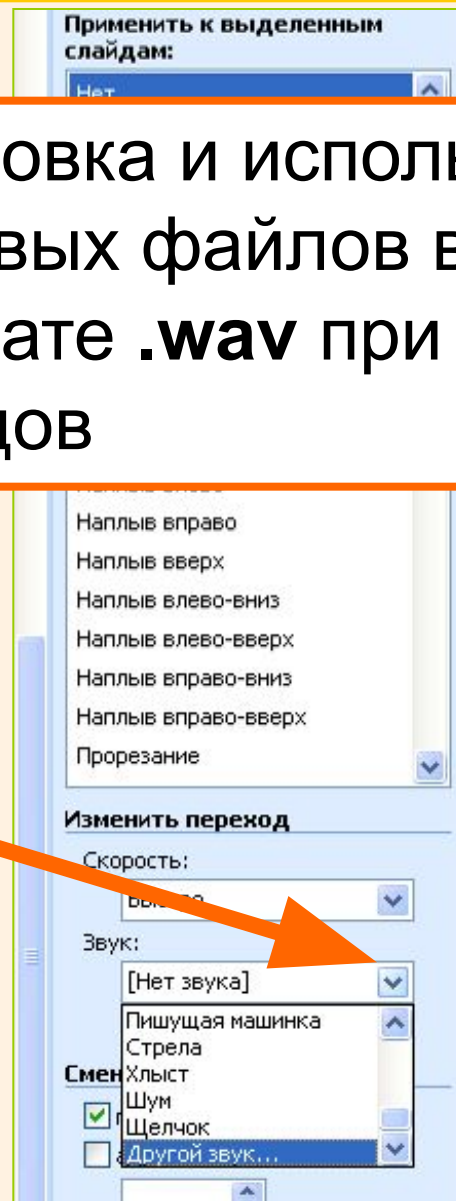 Применить к выделенным
слайдам:
Нет
овка и исполь
вых файлов в
ате .wav при
дов
Наплыв вправо
Наплыв вверх
Наплыв влево-вниз
Наплыв влево-вверх
Наплыв вправо-вниз
Наплыв вправо-вверх
Прорезание
Изменить переход
Скорость:
Звук:
[Нет звука]
Пишущая машинка
Стрела
Хлыст
Шум
Щелчок
Другой звук...
Смен